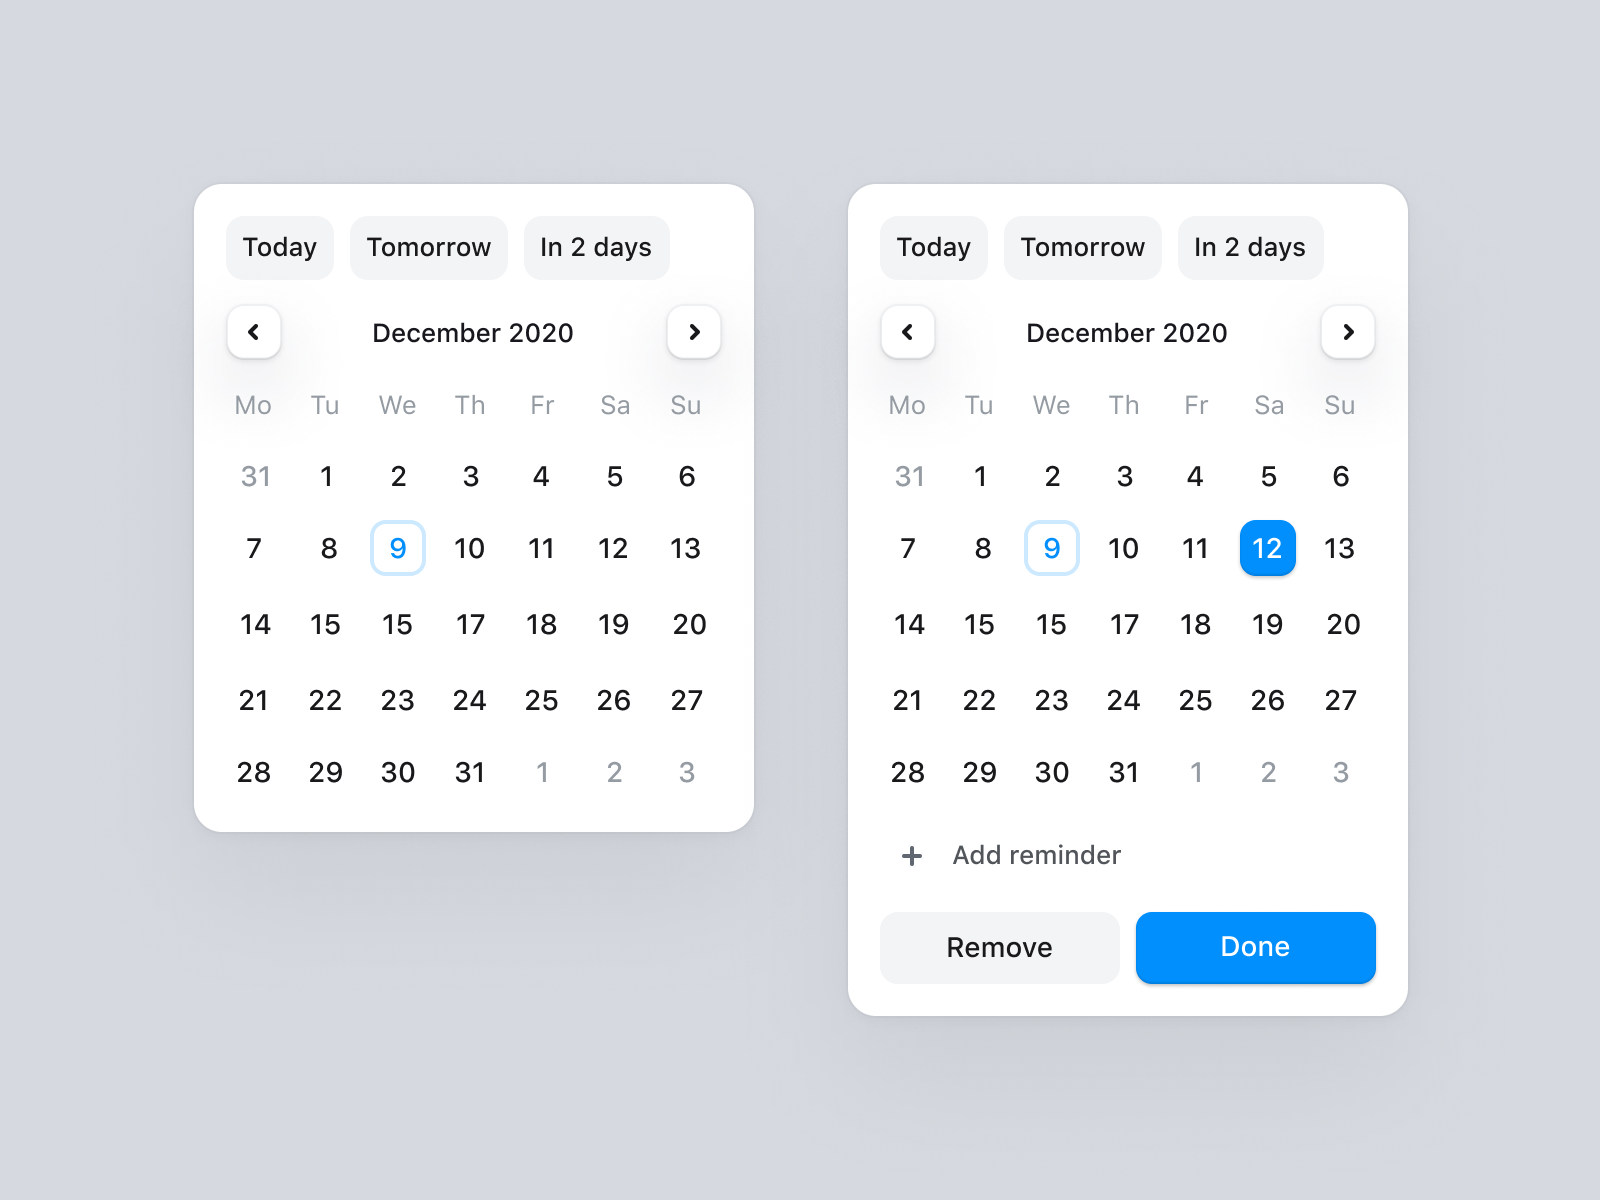 Today Tomorrow In 2 days
December 2020
Mo Tu We Th Fr Sa Su
31 1 2 3 4 5 6
7 8 9 10 11 12 13
14 15 15 17 18 19 20
21 22 23 24 25 26 27
28 29 30 31 1 2 3
Today Tomorrow In 2 days
December 2020
Mo Tu We Th Fr Sa Su
31 1 2 3 4 5 6
7 8 9 10 11 12 13
14 15 15 17 18 19 20
21 22 23 24 25 26 27
28 29 30 31 1 2 3
+ Add reminder
Remove Done